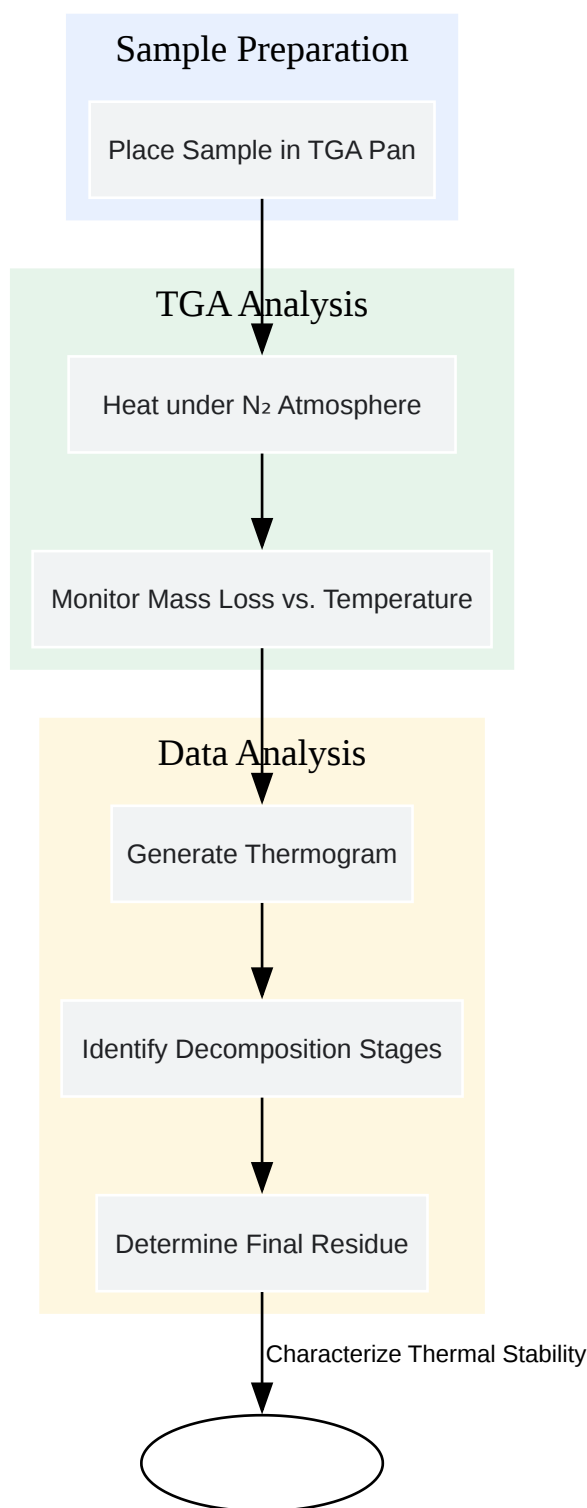 Sample Preparation
Place Sample in TGA Pan
TGA Analysis
Heat under N₂ Atmosphere
Monitor Mass Loss vs. Temperature
Data Analysis
Generate Thermogram
Identify Decomposition Stages
Determine Final Residue
Characterize Thermal Stability